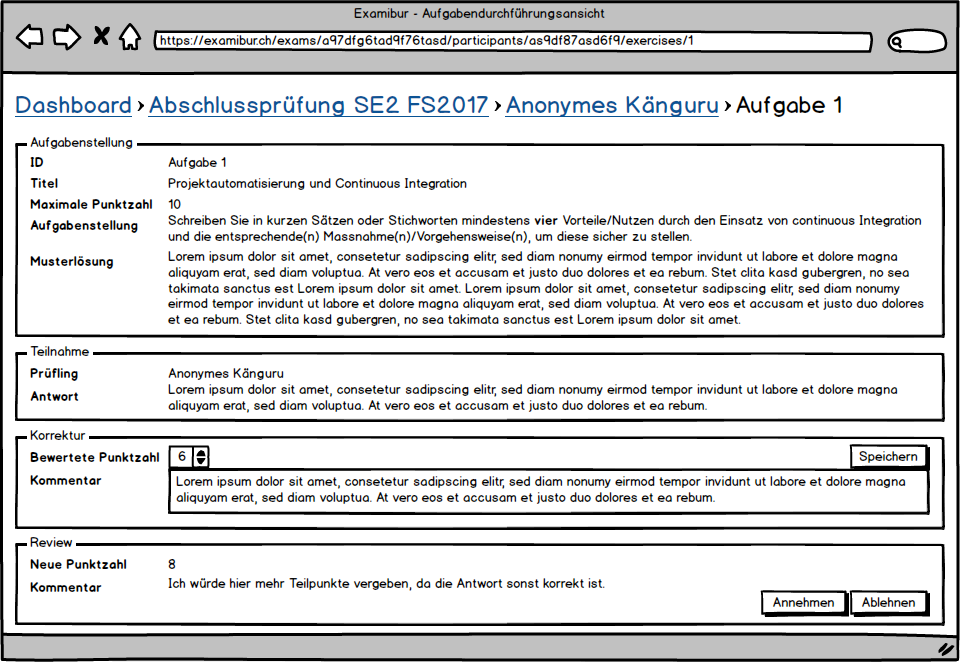 Examibur - Aufgabendurchführungsansicht
https://examibur.ch/exams/a97dfg6tad9f76tasd/participants/as9df87asd6f9/exercises/1
Dashboard › Abschlussprüfung SE2 FS2017 › Anonymes Känguru › Aufgabe 1
Aufgabenstellung
ID Aufgabe 1
Titel Projektautomatisierung und Continuous Integration
Maximale Punktzahl 10
Aufgabenstellung Schreiben Sie in kurzen Sätzen oder Stichworten mindestens vier Vorteile/Nutzen durch den Einsatz von continuous Integration
und die entsprechende(n) Massnahme(n)/Vorgehensweise(n), um diese sicher zu stellen.
Musterlösung Lorem ipsum dolor sit amet, consetetur sadipscing elitr, sed diam nonumy eirmod tempor invidunt ut labore et dolore magna
aliquyam erat, sed diam voluptua. At vero eos et accusam et justo duo dolores et ea rebum. Stet clita kasd gubergren, no sea
takimata sanctus est Lorem ipsum dolor sit amet. Lorem ipsum dolor sit amet, consetetur sadipscing elitr, sed diam nonumy
eirmod tempor invidunt ut labore et dolore magna aliquyam erat, sed diam voluptua. At vero eos et accusam et justo duo dolores
et ea rebum. Stet clita kasd gubergren, no sea takimata sanctus est Lorem ipsum dolor sit amet.
Teilnahme
Prüfling Anonymes Känguru
Antwort Lorem ipsum dolor sit amet, consetetur sadipscing elitr, sed diam nonumy eirmod tempor invidunt ut labore et dolore magna
aliquyam erat, sed diam voluptua. At vero eos et accusam et justo duo dolores et ea rebum.
Korrektur
Bewertete Punktzahl 6 Speichern
Kommentar Lorem ipsum dolor sit amet, consetetur sadipscing elitr, sed diam nonumy eirmod tempor invidunt ut labore et dolore magna
aliquyam erat, sed diam voluptua. At vero eos et accusam et justo duo dolores et ea rebum.
Review
Neue Punktzahl 8
Kommentar Ich würde hier mehr Teilpunkte vergeben, da die Antwort sonst korrekt ist.
Annehmen Ablehnen